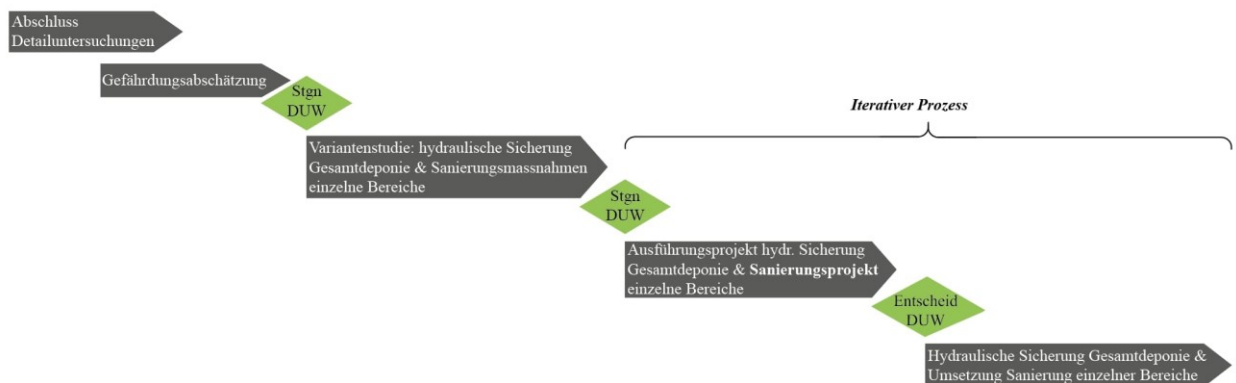 Abschluss
Detailuntersuchungen
Gefährdungsabschätzung
Stgn
DUW
Iterativer Prozess
Variantenstudie: hydraulische Sicherung
Gesamtdeponie & Sanierungsmassnahmen
einzelne Bereiche
Stgn
DUW
Ausführungsprojekt hydr. Sicherung
Gesamtdeponie & Sanierungsprojekt
einzelne Bereiche
Entscheid
DUW
Hydraulische Sicherung Gesamtdeponie &
Umsetzung Sanierung einzelner Bereiche